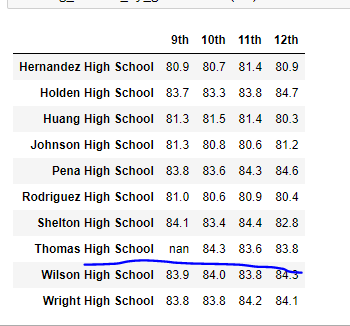 9th 10th 11th 12th
Hernandez High School 80.9 80.7 81.4 80.9
Holden High School 83.7 83.3 83.8 84.7
Huang High School 81.3 81.5 81.4 80.3
Johnson High School 81.3 80.8 80.6 81.2
Pena High School 83.8 83.6 84.3 84.6
Rodriguez High School 81.0 80.6 80.9 80.4
Shelton High School 84.1 83.4 84.4 82.8
Thomas High School nan 84.3 83.6 83.8
Wilson High School 83.9 84.0 83.8 84.3
Wright High School 83.8 83.8 84.2 84.1